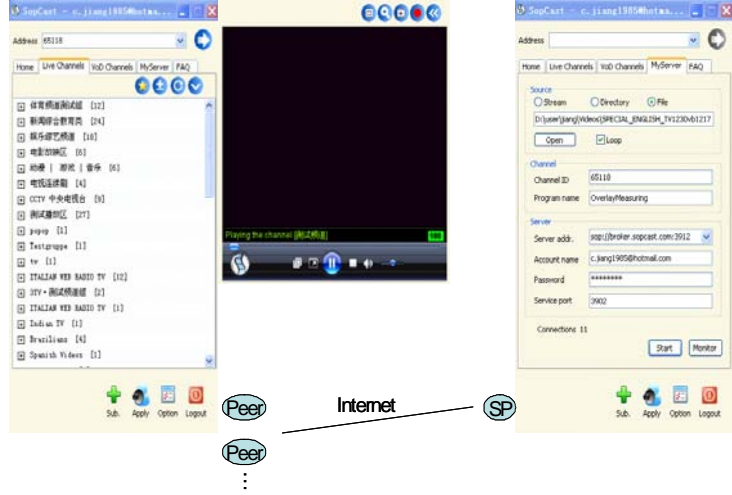 SopCast - c.jiang1985@hotma...
Address 65118
Home Live Channels VoD Channels MyServer FAQ
体育频道测试组 [12]
新闻综合教育类 [24]
娱乐综艺频道 [18]
电影放映区 [6]
动漫 | 游戏 | 音乐 [6]
电视连续剧 [4]
CCTV 中央电视台 [9]
测试播放区 [27]
popop [1]
Testgruppe [1]
tv [1]
ITALIAN WEB RADIO TV [12]
3TV·测试频道组 [2]
ITALIAN WEB RADIO TV [1]
Indian TV [1]
Brazilians [4]
Spanish Videos [1]
Sub. Apply Option Logout
Playing the channel [测试频道]
100
SopCast - c.jiang1985@hotma...
Address
Home Live Channels VoD Channels MyServer FAQ
Source
Stream Directory File
D:\user\jiang\Videos\SPECIAL_ENGLISH_TV1230vb1217
Open Loop
Channel
Channel ID 65118
Program name OverlayMeasuring
Server
Server addr. sop://broker.sopcast.com:3912
Account name c.jiang1985@hotmail.com
Password ********
Service port 3902
Connections 11
Start Monitor
Sub. Apply Option Logout
Peer Internet SP
Peer
⋮